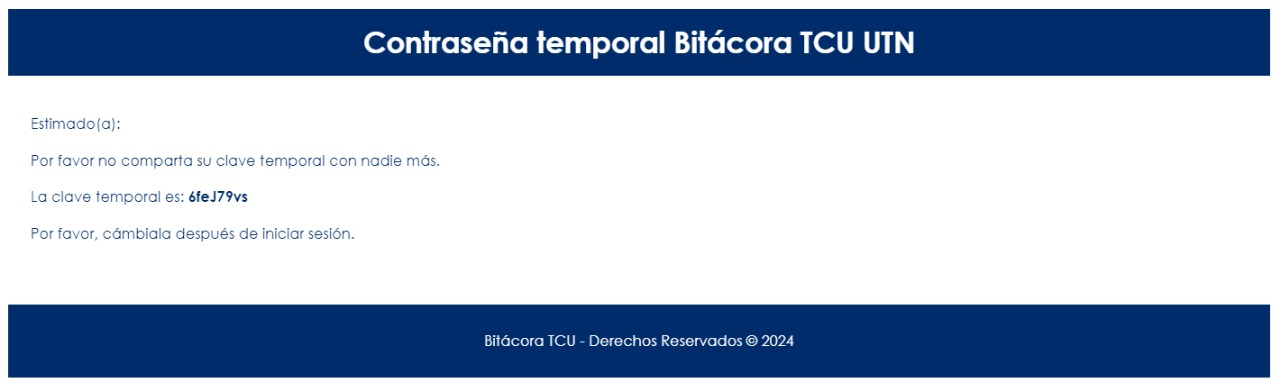 Contraseña temporal Bitácora TCU UTN
Estimado(a):
Por favor no comparta su clave temporal con nadie más.
La clave temporal es: 6feJ79vs
Por favor, cámbiala después de iniciar sesión.
Bitácora TCU - Derechos Reservados © 2024